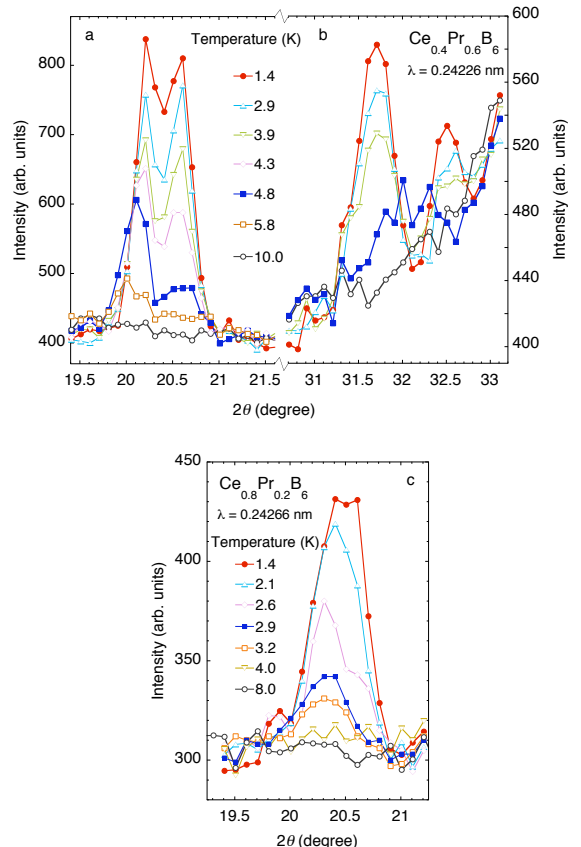 a
Temperature (K)
1.4
2.9
3.9
4.3
4.8
5.8
10.0
b
Ce0.4Pr0.6B6
λ = 0.24226 nm
Intensity (arb. units)
800
700
600
500
400
Intensity (arb. units)
600
560
520
480
440
400
19.5 20 20.5 21 21.5 31 31.5 32 32.5 33
2θ (degree)
c
Ce0.8Pr0.2B6
λ = 0.24266 nm
Temperature (K)
1.4
2.1
2.6
2.9
3.2
4.0
8.0
Intensity (arb. units)
450
400
350
300
19.5 20 20.5 21
2θ (degree)